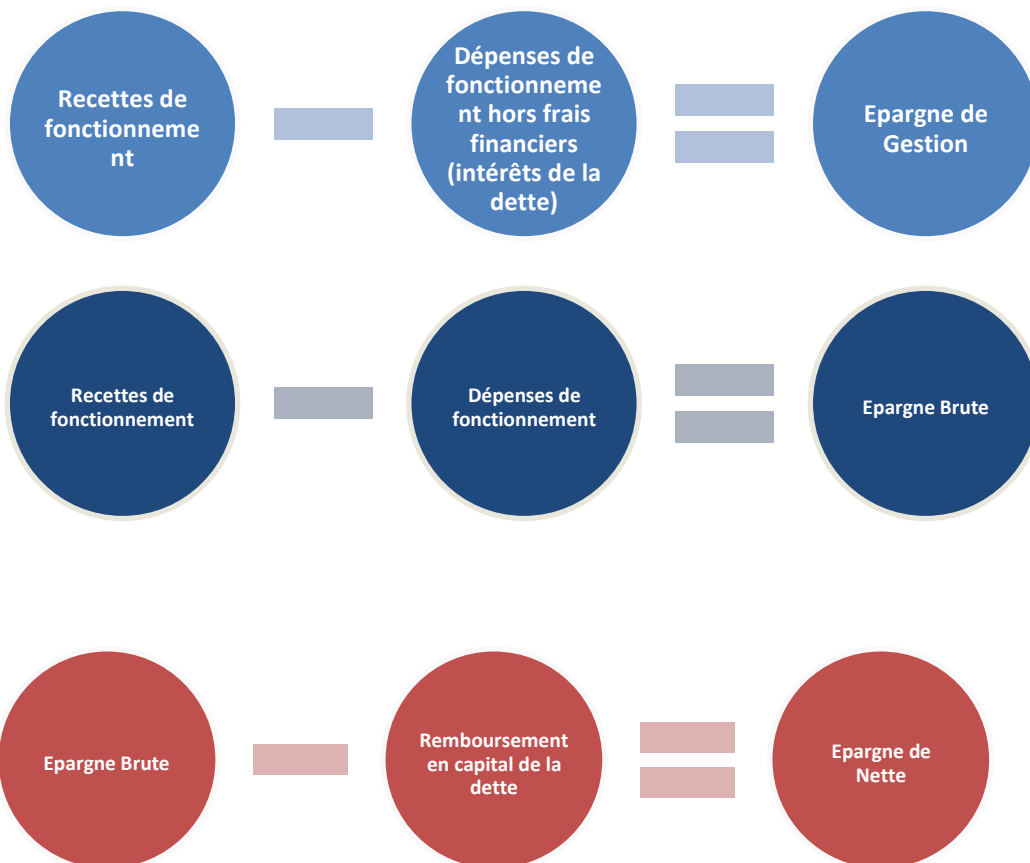 Recettes de
fonctionneme
nt
Dépenses de
fonctionneme
nt hors frais
financiers
(intérêts de la
dette)
Epargne de
Gestion
Recettes de
fonctionnement
Dépenses de
fonctionnement
Epargne Brute
Epargne Brute
Remboursement
en capital de la
dette
Epargne de
Nette